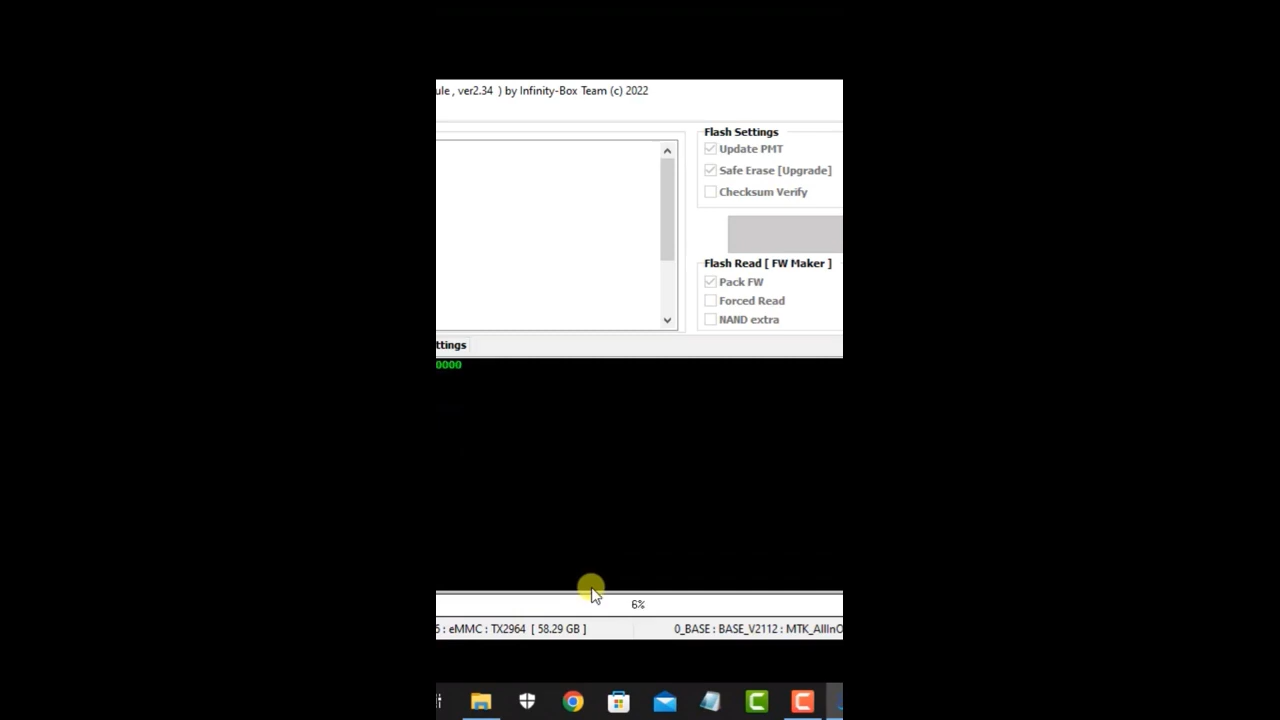 ule , ver2.34 ) by Infinity-Box Team (c) 2022
Flash Settings
Update PMT
Safe Erase [Upgrade]
Checksum Verify
Flash Read [ FW Maker ]
Pack FW
Forced Read
NAND extra
ttings
0000
6%
: eMMC : TX2964 [ 58.29 GB ]
0_BASE : BASE_V2112 : MTK_AllInO